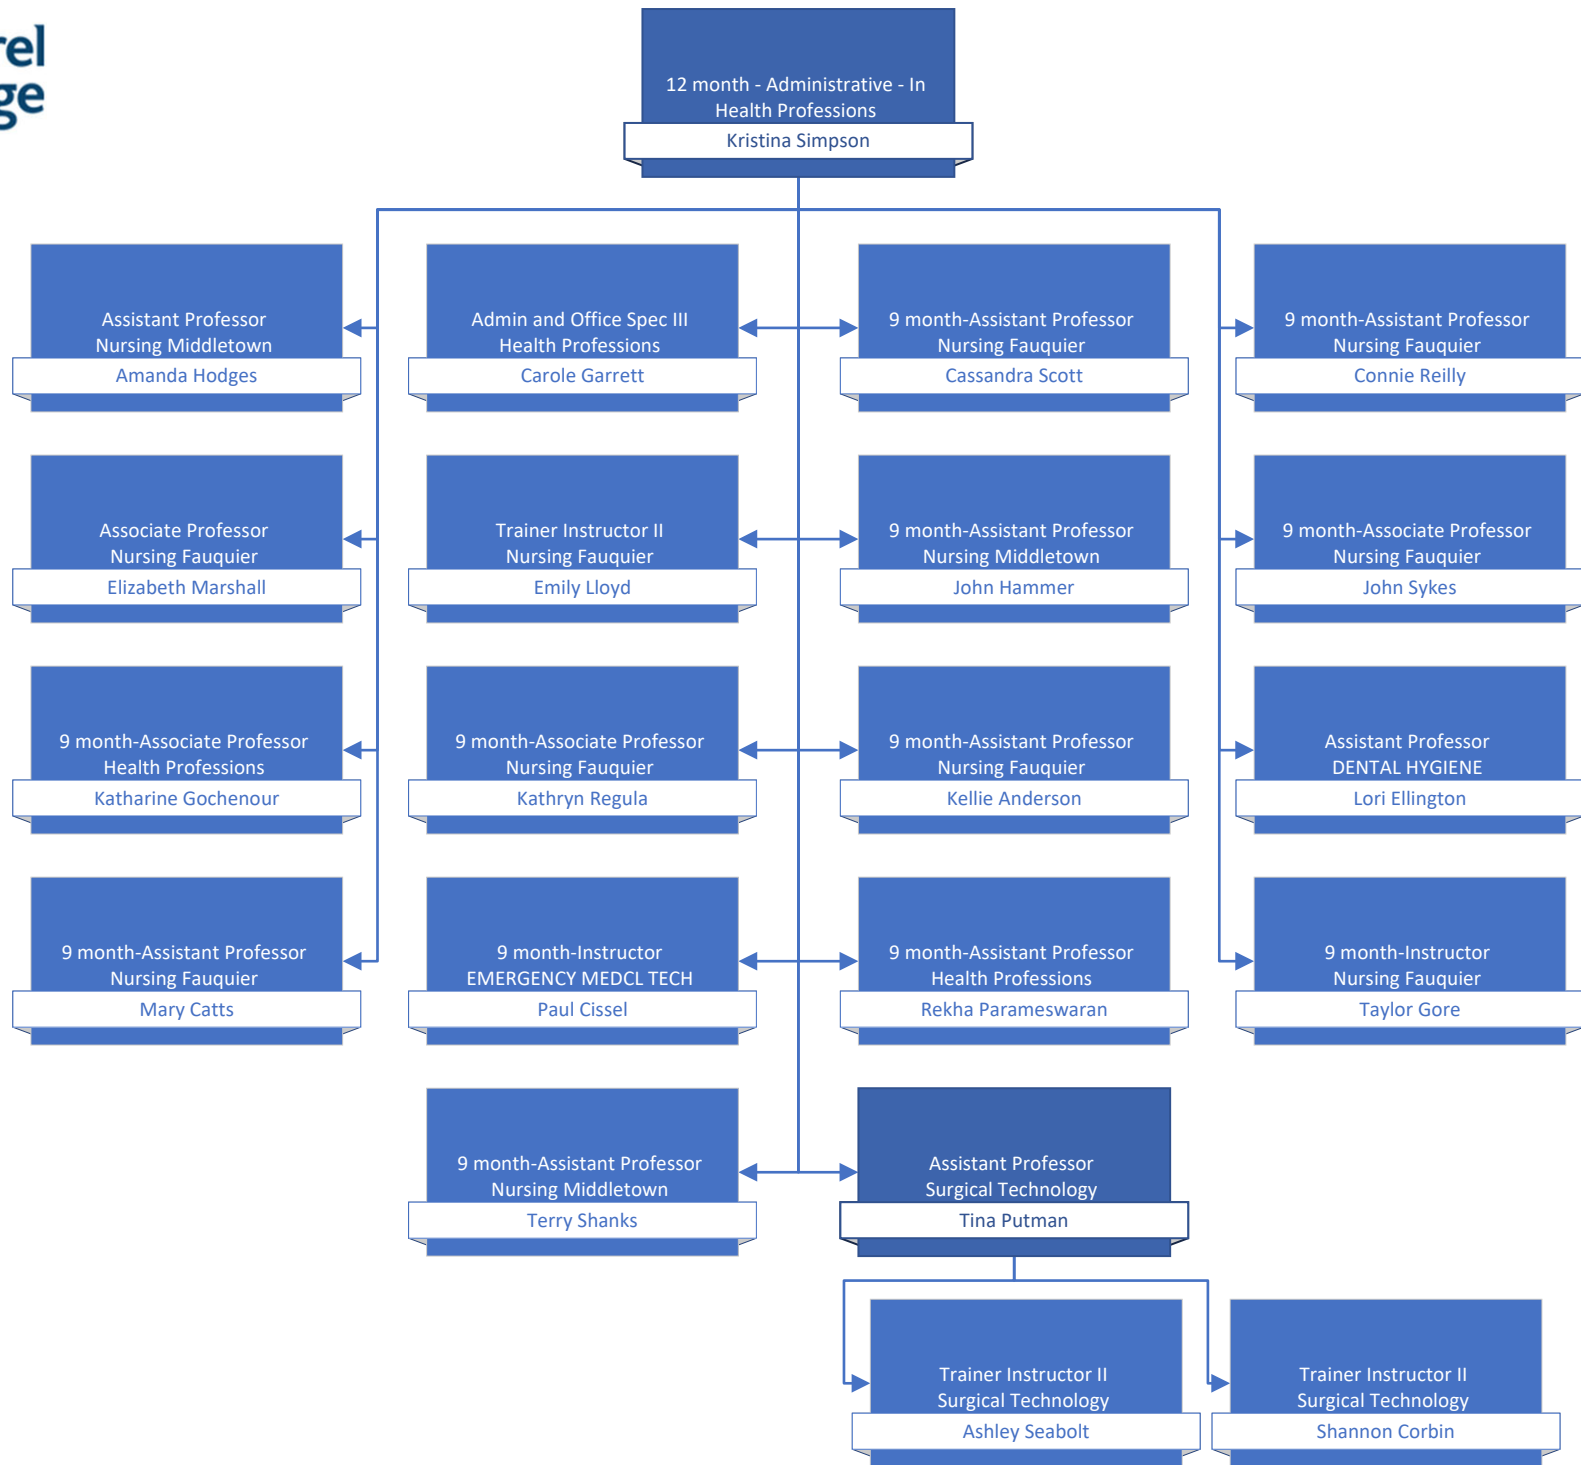 rel
ge
12 month - Administrative - In
Health Professions
Kristina Simpson
Assistant Professor
Nursing Middletown
Amanda Hodges
Admin and Office Spec III
Health Professions
Carole Garrett
9 month-Assistant Professor
Nursing Fauquier
Cassandra Scott
9 month-Assistant Professor
Nursing Fauquier
Connie Reilly
Associate Professor
Nursing Fauquier
Elizabeth Marshall
Trainer Instructor II
Nursing Fauquier
Emily Lloyd
9 month-Assistant Professor
Nursing Middletown
John Hammer
9 month-Associate Professor
Nursing Fauquier
John Sykes
9 month-Associate Professor
Health Professions
Katharine Gochenour
9 month-Associate Professor
Nursing Fauquier
Kathryn Regula
9 month-Assistant Professor
Nursing Fauquier
Kellie Anderson
Assistant Professor
DENTAL HYGIENE
Lori Ellington
9 month-Assistant Professor
Nursing Fauquier
Mary Catts
9 month-Instructor
EMERGENCY MEDCL TECH
Paul Cissel
9 month-Assistant Professor
Health Professions
Rekha Parameswaran
9 month-Instructor
Nursing Fauquier
Taylor Gore
9 month-Assistant Professor
Nursing Middletown
Terry Shanks
Assistant Professor
Surgical Technology
Tina Putman
Trainer Instructor II
Surgical Technology
Ashley Seabolt
Trainer Instructor II
Surgical Technology
Shannon Corbin